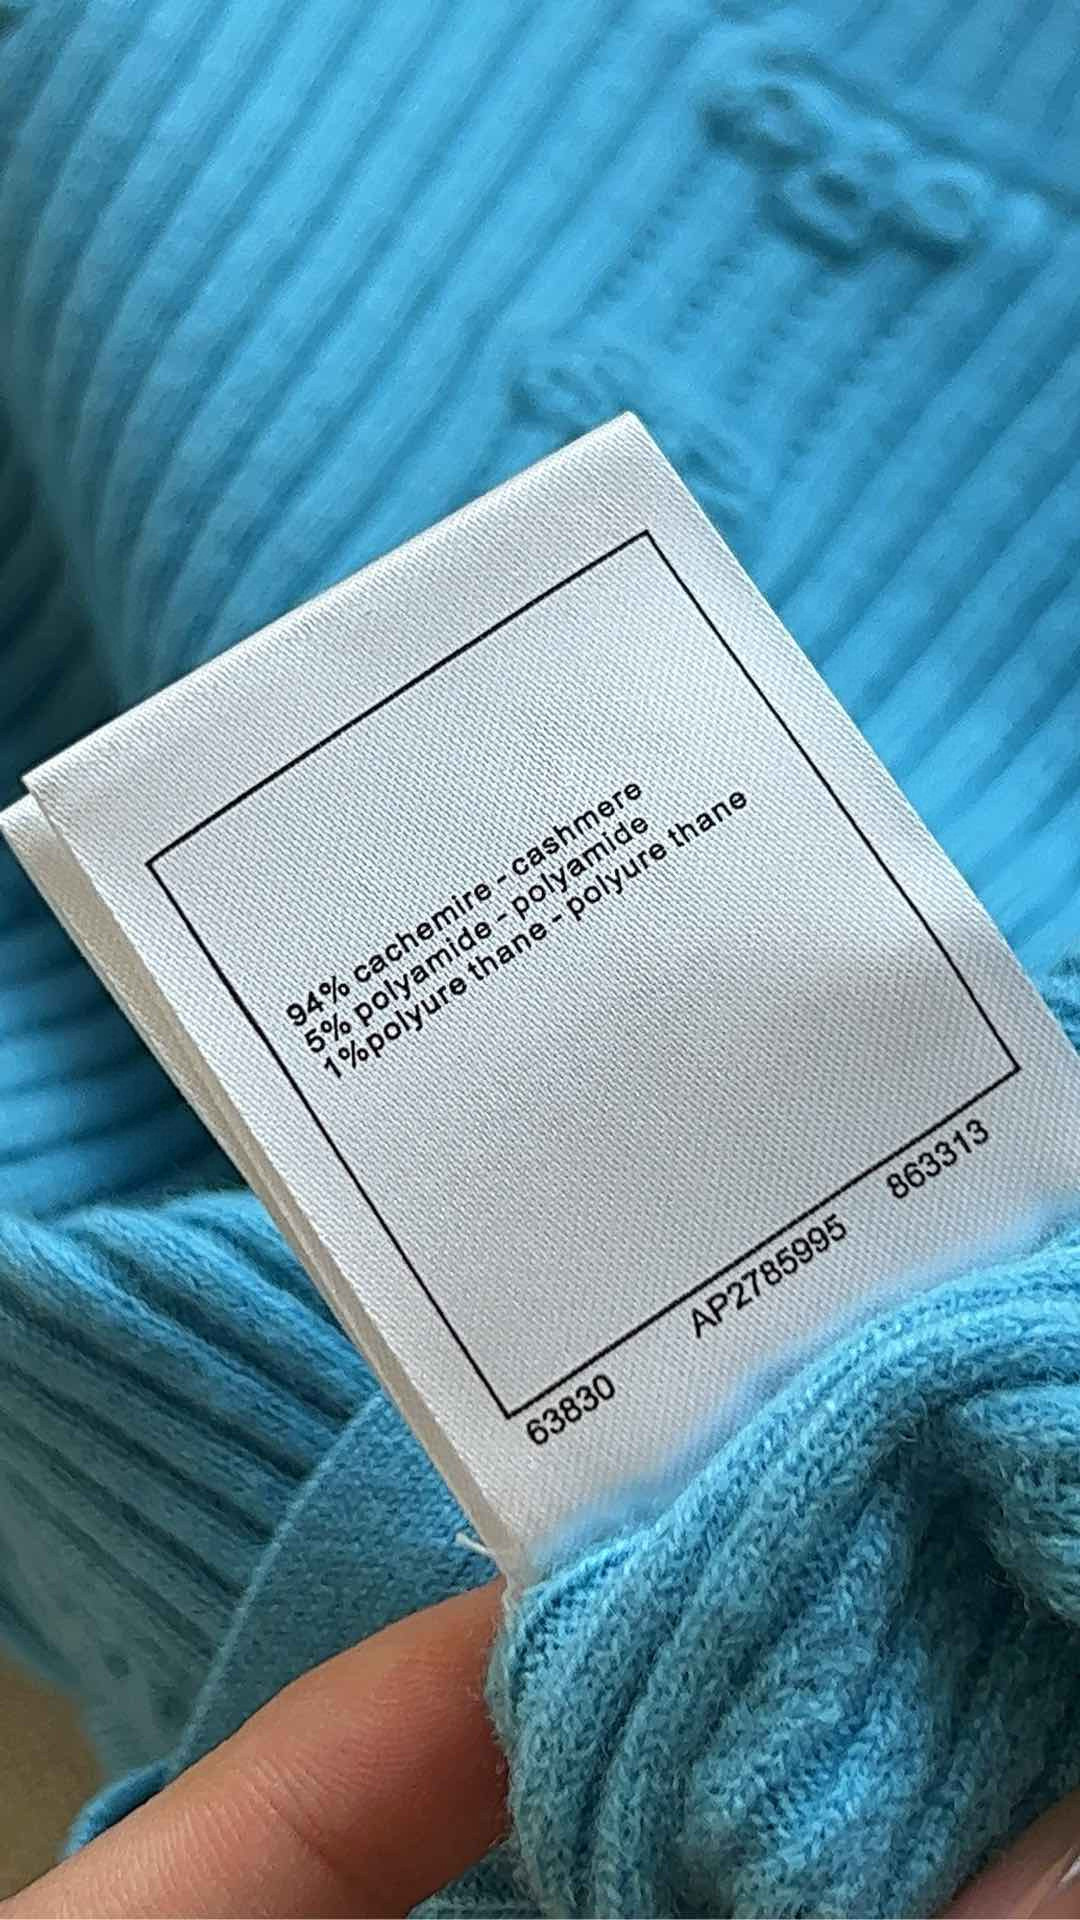 94% cachemire - cashmere
5% polyamide - polyamide
1%polyure thane - polyure thane
63830 AP2785995 863313